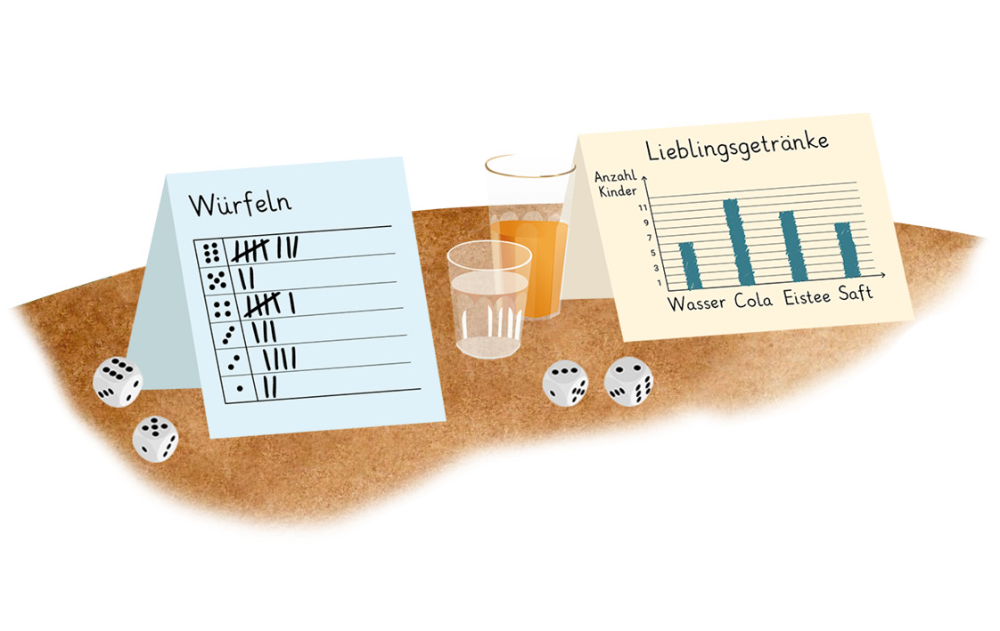 Würfeln
Lieblingsgetränke
Anzahl
Kinder
11
9
7
5
3
1
Wasser Cola Eistee Saft